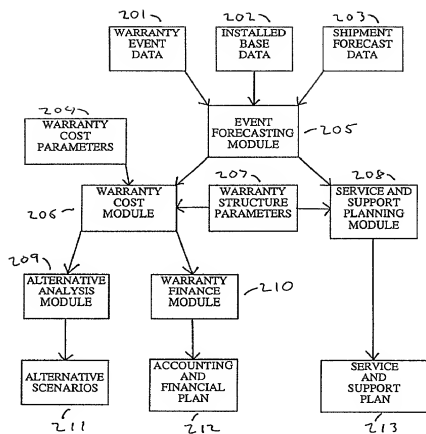 201
202
203
WARRANTY
EVENT
DATA
INSTALLED
BASE
DATA
SHIPMENT
FORECAST
DATA
204
WARRANTY
COST
PARAMETERS
EVENT
FORECASTING
MODULE
205
206
WARRANTY
COST
MODULE
207
WARRANTY
STRUCTURE
PARAMETERS
208
SERVICE AND
SUPPORT
PLANNING
MODULE
209
ALTERNATIVE
ANALYSIS
MODULE
WARRANTY
FINANCE
MODULE
210
ALTERNATIVE
SCENARIOS
ACCOUNTING
AND
FINANCIAL
PLAN
SERVICE
AND
SUPPORT
PLAN
211
212
213